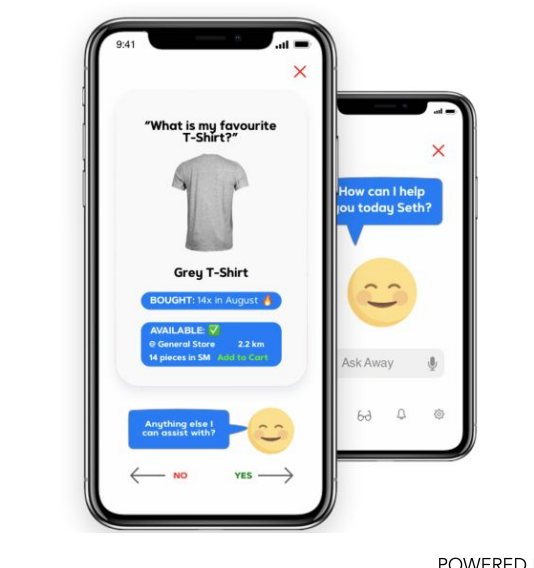 9:41
"What is my favourite
T-Shirt?"
Grey T-Shirt
BOUGHT: 14x in August 🔥
AVAILABLE: ✅
@ General Store 2.2 km
14 pieces in SM Add to Cart
Anything else I
can assist with?
NO YES
How can I help
you today Seth?
Ask Away
POWERED